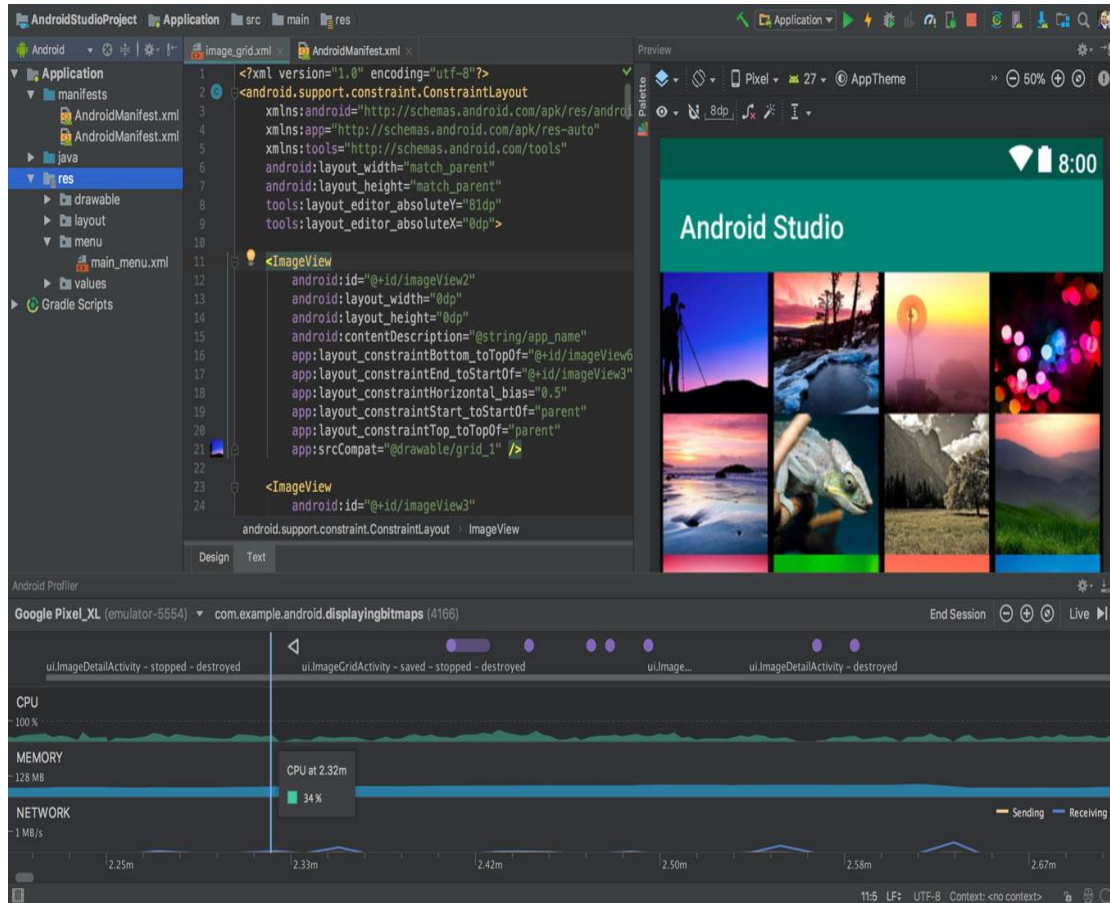 AndroidStudioProject Application src main res
Application
Android
image_grid.xml
AndroidManifest.xml
Preview
Application
manifests
AndroidManifest.xml
AndroidManifest.xml
java
res
drawable
layout
menu
main_menu.xml
values
Gradle Scripts
1 <?xml version="1.0" encoding="utf-8"?>
2 <android.support.constraint.ConstraintLayout
3 xmlns:android="http://schemas.android.com/apk/res/andro
4 xmlns:app="http://schemas.android.com/apk/res-auto"
5 xmlns:tools="http://schemas.android.com/tools"
6 android:layout_width="match_parent"
7 android:layout_height="match_parent"
8 tools:layout_editor_absoluteY="81dp"
9 tools:layout_editor_absoluteX="0dp">
10
11 <ImageView
12 android:id="@+id/imageView2"
13 android:layout_width="0dp"
14 android:layout_height="0dp"
15 android:contentDescription="@string/app_name"
16 app:layout_constraintBottom_toTopOf="@+id/imageView6
17 app:layout_constraintEnd_toStartOf="@+id/imageView3"
18 app:layout_constraintHorizontal_bias="0.5"
19 app:layout_constraintStart_toStartOf="parent"
20 app:layout_constraintTop_toTopOf="parent"
21 app:srcCompat="@drawable/grid_1" />
22
23 <ImageView
24 android:id="@+id/imageView3"
android.support.constraint.ConstraintLayout › ImageView
Design Text
Palette
Pixel 27 AppTheme » 50%
8dp
8:00
Android Studio
Android Profiler
Google Pixel_XL (emulator-5554) com.example.android.displayingbitmaps (4166)
End Session Live
ui.ImageDetailActivity – stopped – destroyed
ui.ImageGridActivity – saved – stopped – destroyed
ui.Image...
ui.ImageDetailActivity – destroyed
CPU
100 %
MEMORY
128 MB
CPU at 2.32m
34 %
NETWORK
1 MB/s
Sending Receiving
2.25m 2.33m 2.42m 2.50m 2.58m 2.67m
11:5 LF UTF-8 Context: <no context>